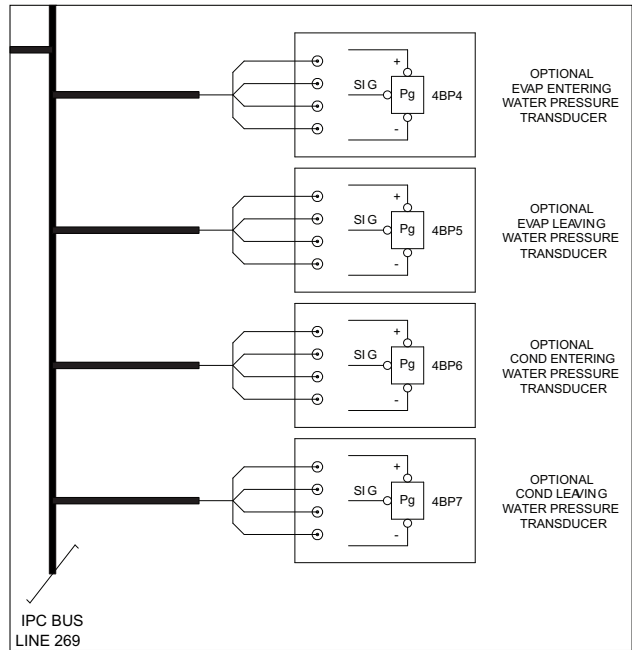 +
SIG
Pg
4BP4
-
OPTIONAL
EVAP ENTERING
WATER PRESSURE
TRANSDUCER
+
SIG
Pg
4BP5
-
OPTIONAL
EVAP LEAVING
WATER PRESSURE
TRANSDUCER
+
SIG
Pg
4BP6
-
OPTIONAL
COND ENTERING
WATER PRESSURE
TRANSDUCER
+
SIG
Pg
4BP7
-
OPTIONAL
COND LEAVING
WATER PRESSURE
TRANSDUCER
IPC BUS
LINE 269